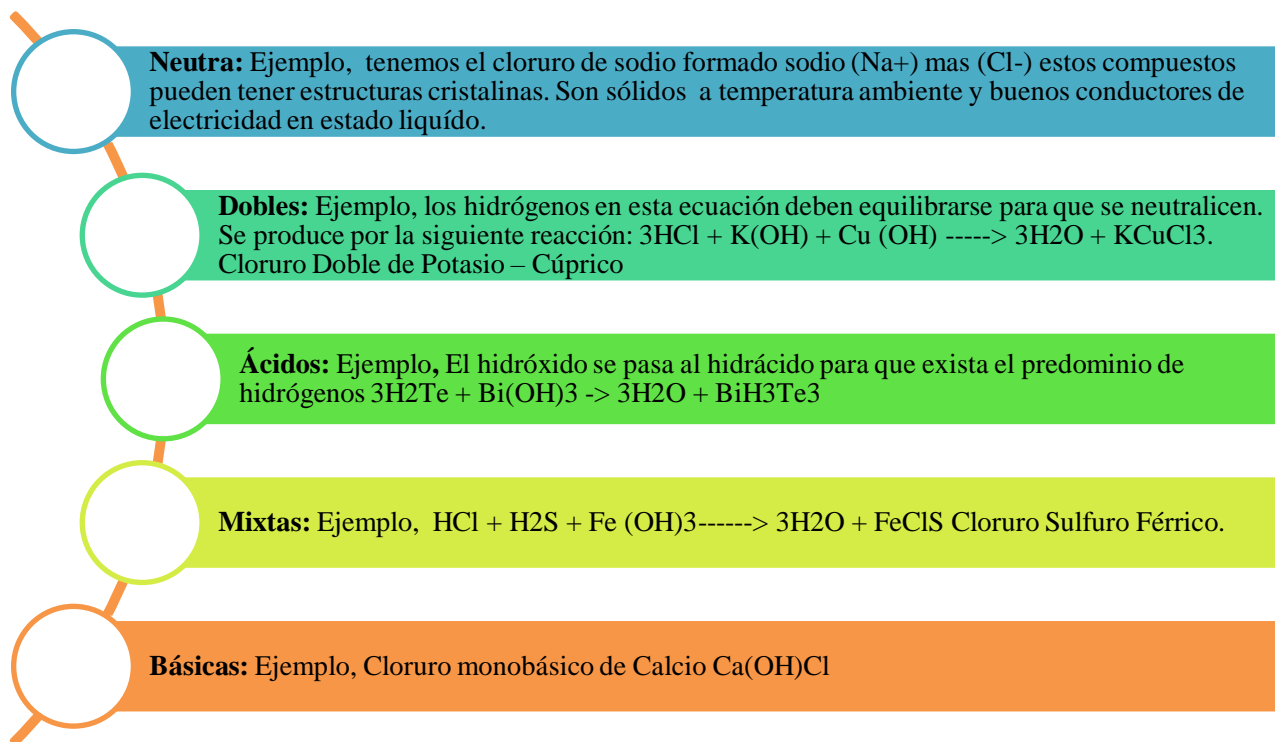 Neutra: Ejemplo, tenemos el cloruro de sodio formado sodio (Na+) mas (Cl-) estos compuestos
pueden tener estructuras cristalinas. Son sólidos a temperatura ambiente y buenos conductores de
electricidad en estado liquído.
Dobles: Ejemplo, los hidrógenos en esta ecuación deben equilibrarse para que se neutralicen.
Se produce por la siguiente reacción: 3HCl + K(OH) + Cu (OH) -----> 3H2O + KCuCl3.
Cloruro Doble de Potasio – Cúprico
Ácidos: Ejemplo, El hidróxido se pasa al hidrácido para que exista el predominio de
hidrógenos 3H2Te + Bi(OH)3 -> 3H2O + BiH3Te3
Mixtas: Ejemplo, HCl + H2S + Fe (OH)3------> 3H2O + FeClS Cloruro Sulfuro Férrico.
Básicas: Ejemplo, Cloruro monobásico de Calcio Ca(OH)Cl